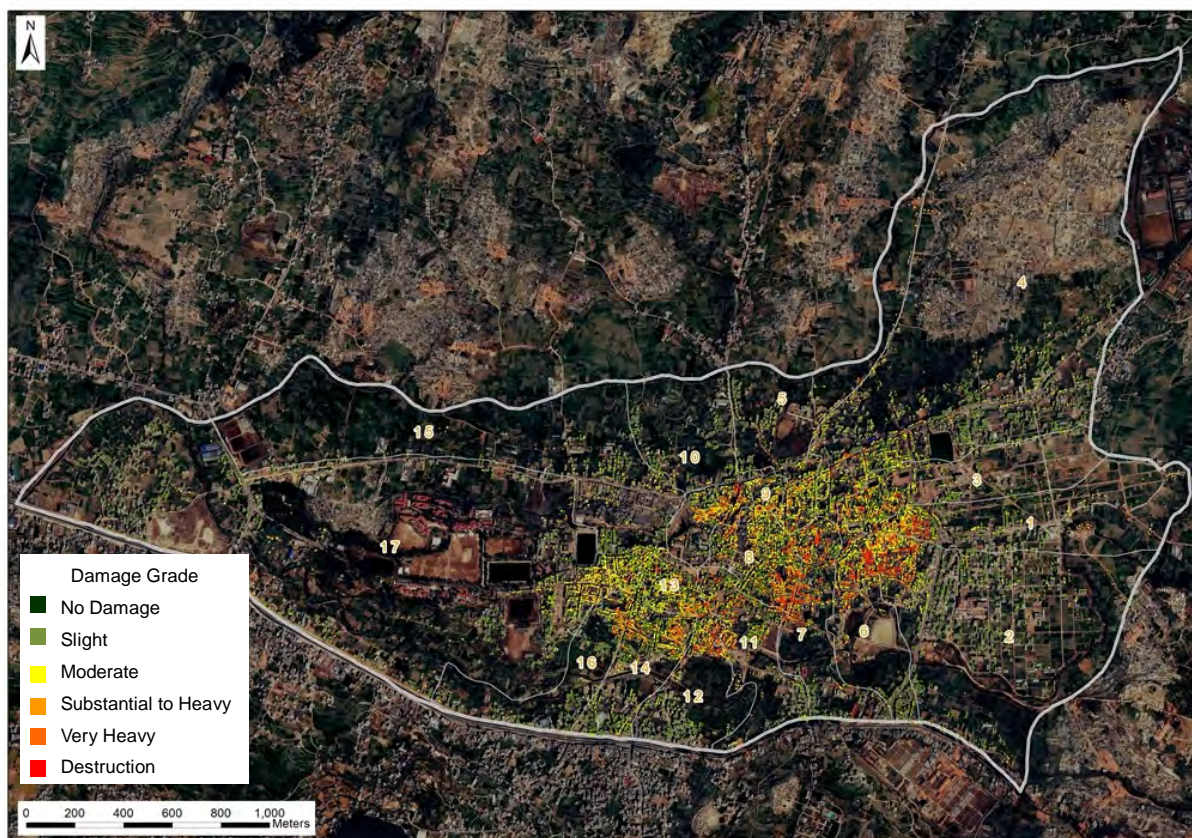 N
4
5
15
10
3
9
1
8
17
13
2
6
7
11
16
14
12
Damage Grade
No Damage
Slight
Moderate
Substantial to Heavy
Very Heavy
Destruction
0 200 400 600 800 1,000
Meters